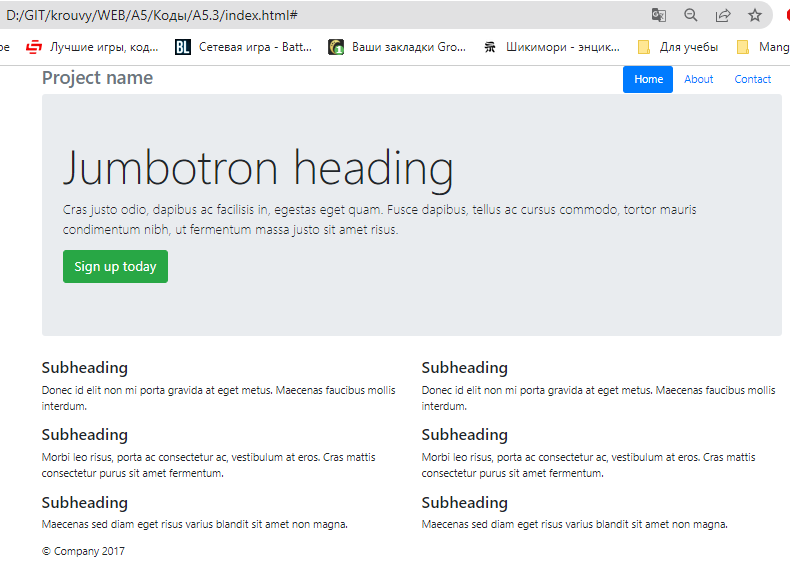 D:/GIT/krouvy/WEB/A5/Коды/A5.3/index.html#
ое Лучшие игры, код... BL Сетевая игра - Batt... Ваши закладки Gro... Шикимори - энцик... Для учебы Mang
Project name Home About Contact
Jumbotron heading
Cras justo odio, dapibus ac facilisis in, egestas eget quam. Fusce dapibus, tellus ac cursus commodo, tortor mauris
condimentum nibh, ut fermentum massa justo sit amet risus.
Sign up today
Subheading
Donec id elit non mi porta gravida at eget metus. Maecenas faucibus mollis
interdum.
Subheading
Morbi leo risus, porta ac consectetur ac, vestibulum at eros. Cras mattis
consectetur purus sit amet fermentum.
Subheading
Maecenas sed diam eget risus varius blandit sit amet non magna.
Subheading
Donec id elit non mi porta gravida at eget metus. Maecenas faucibus mollis
interdum.
Subheading
Morbi leo risus, porta ac consectetur ac, vestibulum at eros. Cras mattis
consectetur purus sit amet fermentum.
Subheading
Maecenas sed diam eget risus varius blandit sit amet non magna.
© Company 2017